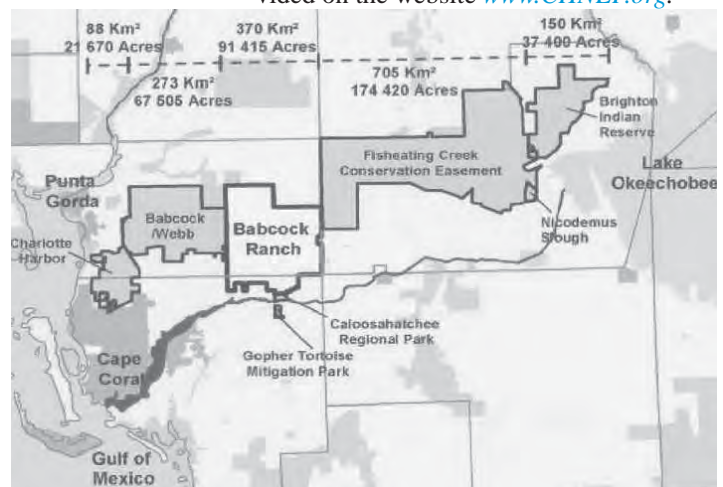 vided on the website www.CHNEP.org.
88 Km²
21 670 Acres
370 Km²
91 415 Acres
150 Km²
37 400 Acres
273 Km²
67 505 Acres
705 Km²
174 420 Acres
Brighton
Indian
Reserve
Fisheating Creek
Conservation Easement
Lake
Okeechobee
Punta
Gorda
Babcock
/Webb
Babcock
Ranch
Nicodemus
Slough
Charlotte
Harbor
Caloosahatchee
Regional Park
Gopher Tortoise
Mitigation Park
Cape
Coral
Gulf of
Mexico